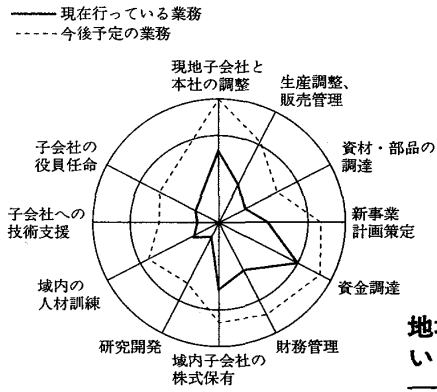 現在行っている業務
今後予定の業務
現地子会社と
本社の調整
生産調整、
販売管理
資材・部品の
調達
新事業
計画策定
資金調達
財務管理
域内子会社の
株式保有
研究開発
域内の
人材訓練
子会社への
技術支援
子会社の
役員任命
い